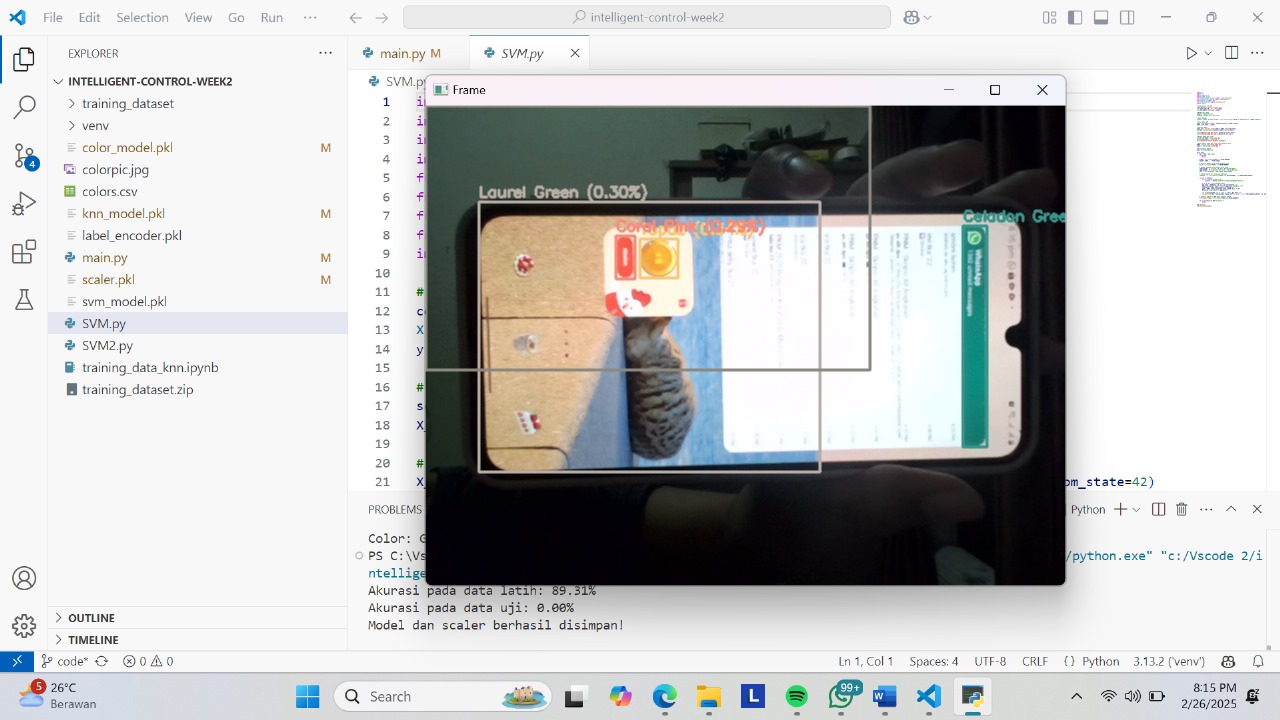 File Edit Selection View Go Run ··· intelligent-control-week2
EXPLORER
main.py M SVM.py
INTELLIGENT-CONTROL-WEEK2
training_dataset
venv
color_model.pkl M
colorpic.jpg
colors.csv
knn_model.pkl M
label_encoder.pkl
main.py M
scaler.pkl M
svm_model.pkl
SVM.py
SVM2.py
training_data_knn.ipynb
training_dataset.zip
OUTLINE
TIMELINE
SVM.py
1
2
3
4
5
6
7
8
9
10
11 #
12
13 X
14 y
15
16 #
17
18 X
19
20 #
21 om_state=42)
Frame
Laurel Green (0.30%)
Coral Pink (0.29%)
Celadon Gree
WhatsApp
PROBLEMS Python
Color: G
PS C:\Vs /python.exe" "c:/Vscode 2/i
ntellige
Akurasi pada data latih: 89.31%
Akurasi pada data uji: 0.00%
Model dan scaler berhasil disimpan!
code* 0 0 Ln 1, Col 1 Spaces: 4 UTF-8 CRLF {} Python 3.13.2 ('venv')
5 26°C
Berawan
Search
99+
8:15 PM
2/26/2025